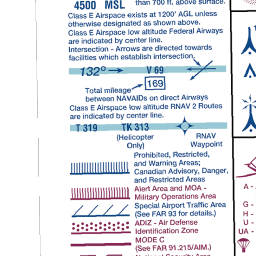 than 700 ft. above surface.
4500 MSL
Class E Airspace exists at 1200' AGL unless
otherwise designated as shown above.
Class E Airspace low altitude Federal Airways
are indicated by center line.
Intersection - Arrows are directed towards
facilities which establish intersection.
132° V 69
169
Total mileage
between NAVAIDs on direct Airways
Class E Airspace low altitude RNAV 2 Routes
are indicated by center line.
T 319 TK 313
(Helicopter
Only)
RNAV
Waypoint
Prohibited, Restricted,
and Warning Areas;
Canadian Advisory, Danger,
and Restricted Areas
Alert Area and MOA -
Military Operations Area
Special Airport Traffic Area
(See FAR 93 for details.)
ADIZ - Air Defense
Identification Zone
MODE C
(See FAR 91.215/AIM.)
A -
G -
H -
U -
UA -